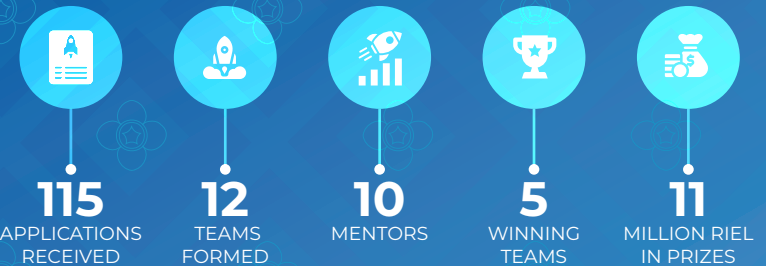 115
APPLICATIONS
RECEIVED
12
TEAMS
FORMED
10
MENTORS
5
WINNING
TEAMS
11
MILLION RIEL
IN PRIZES